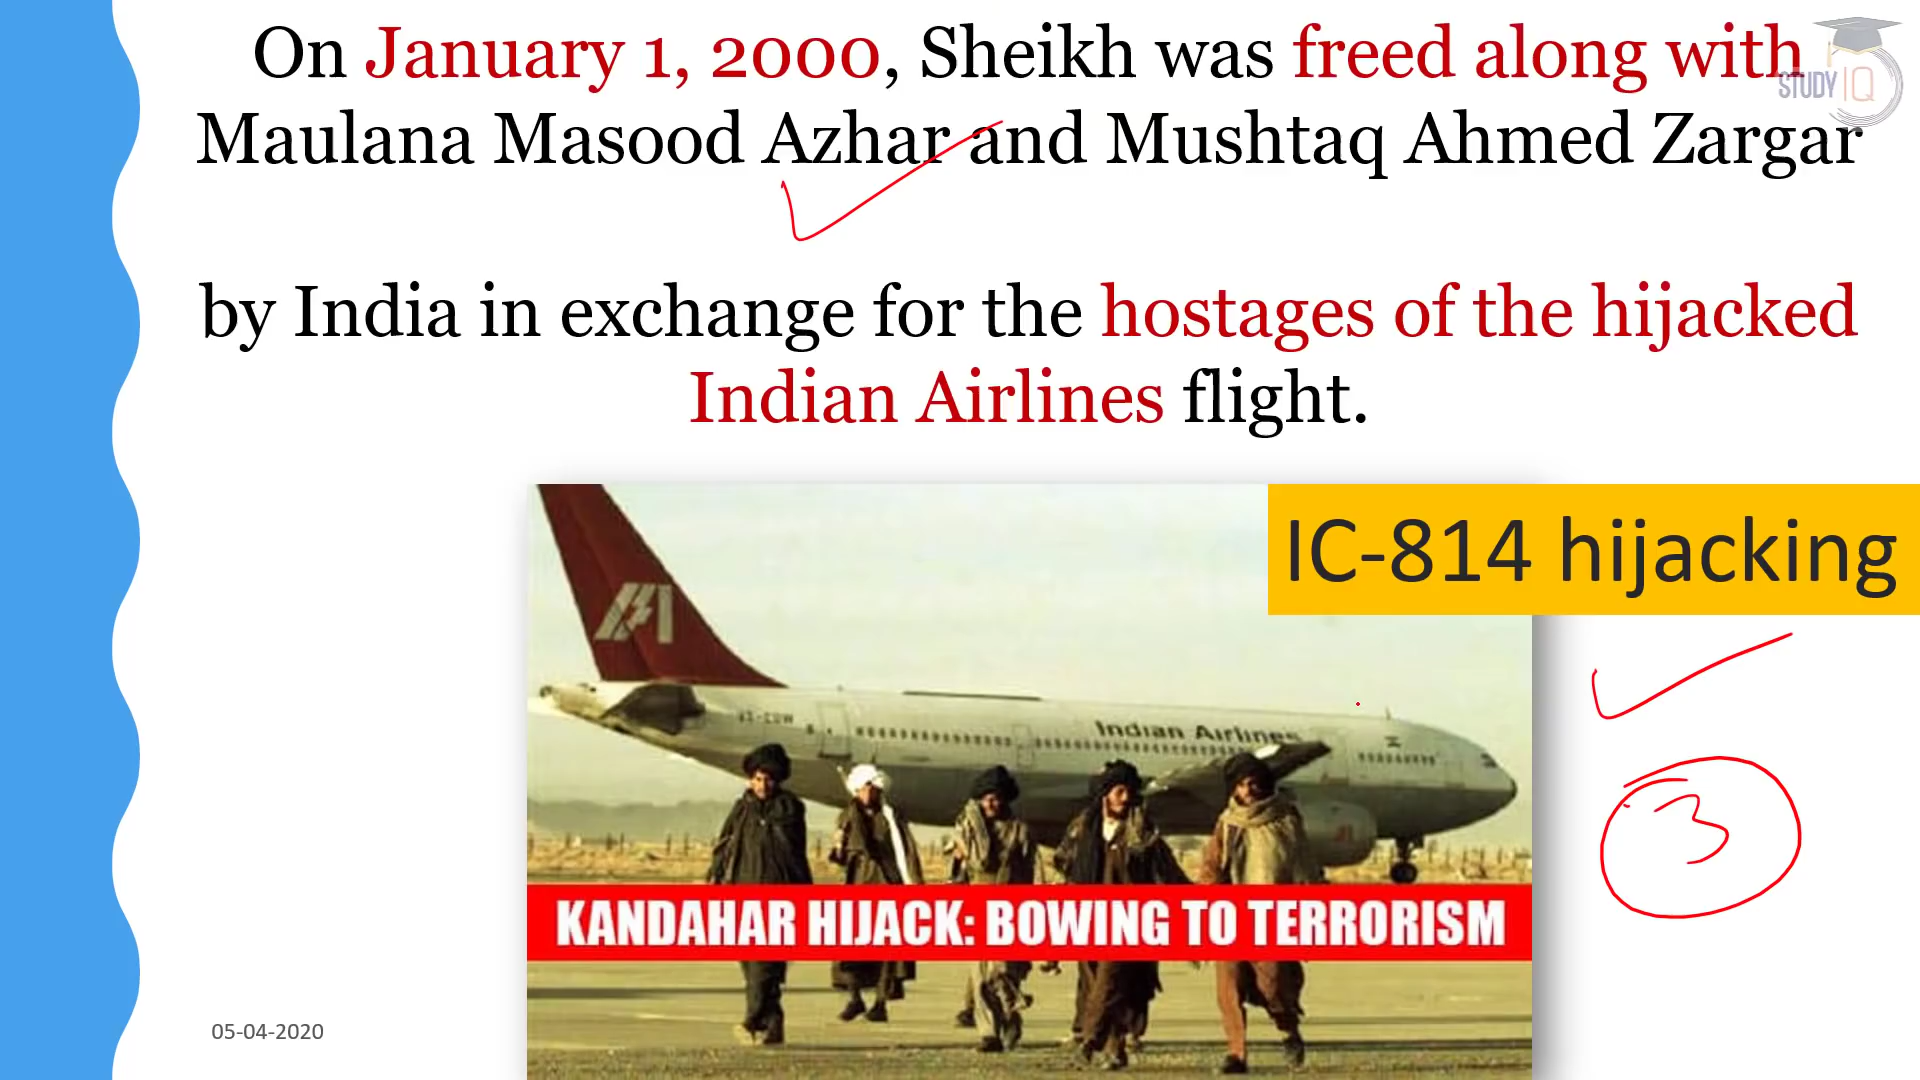 On January 1, 2000, Sheikh was freed along with
Maulana Masood Azhar and Mushtaq Ahmed Zargar
by India in exchange for the hostages of the hijacked
Indian Airlines flight.
STUDY IQ
IC-814 hijacking
Indian Airlines
3
KANDAHAR HIJACK: BOWING TO TERRORISM
05-04-2020